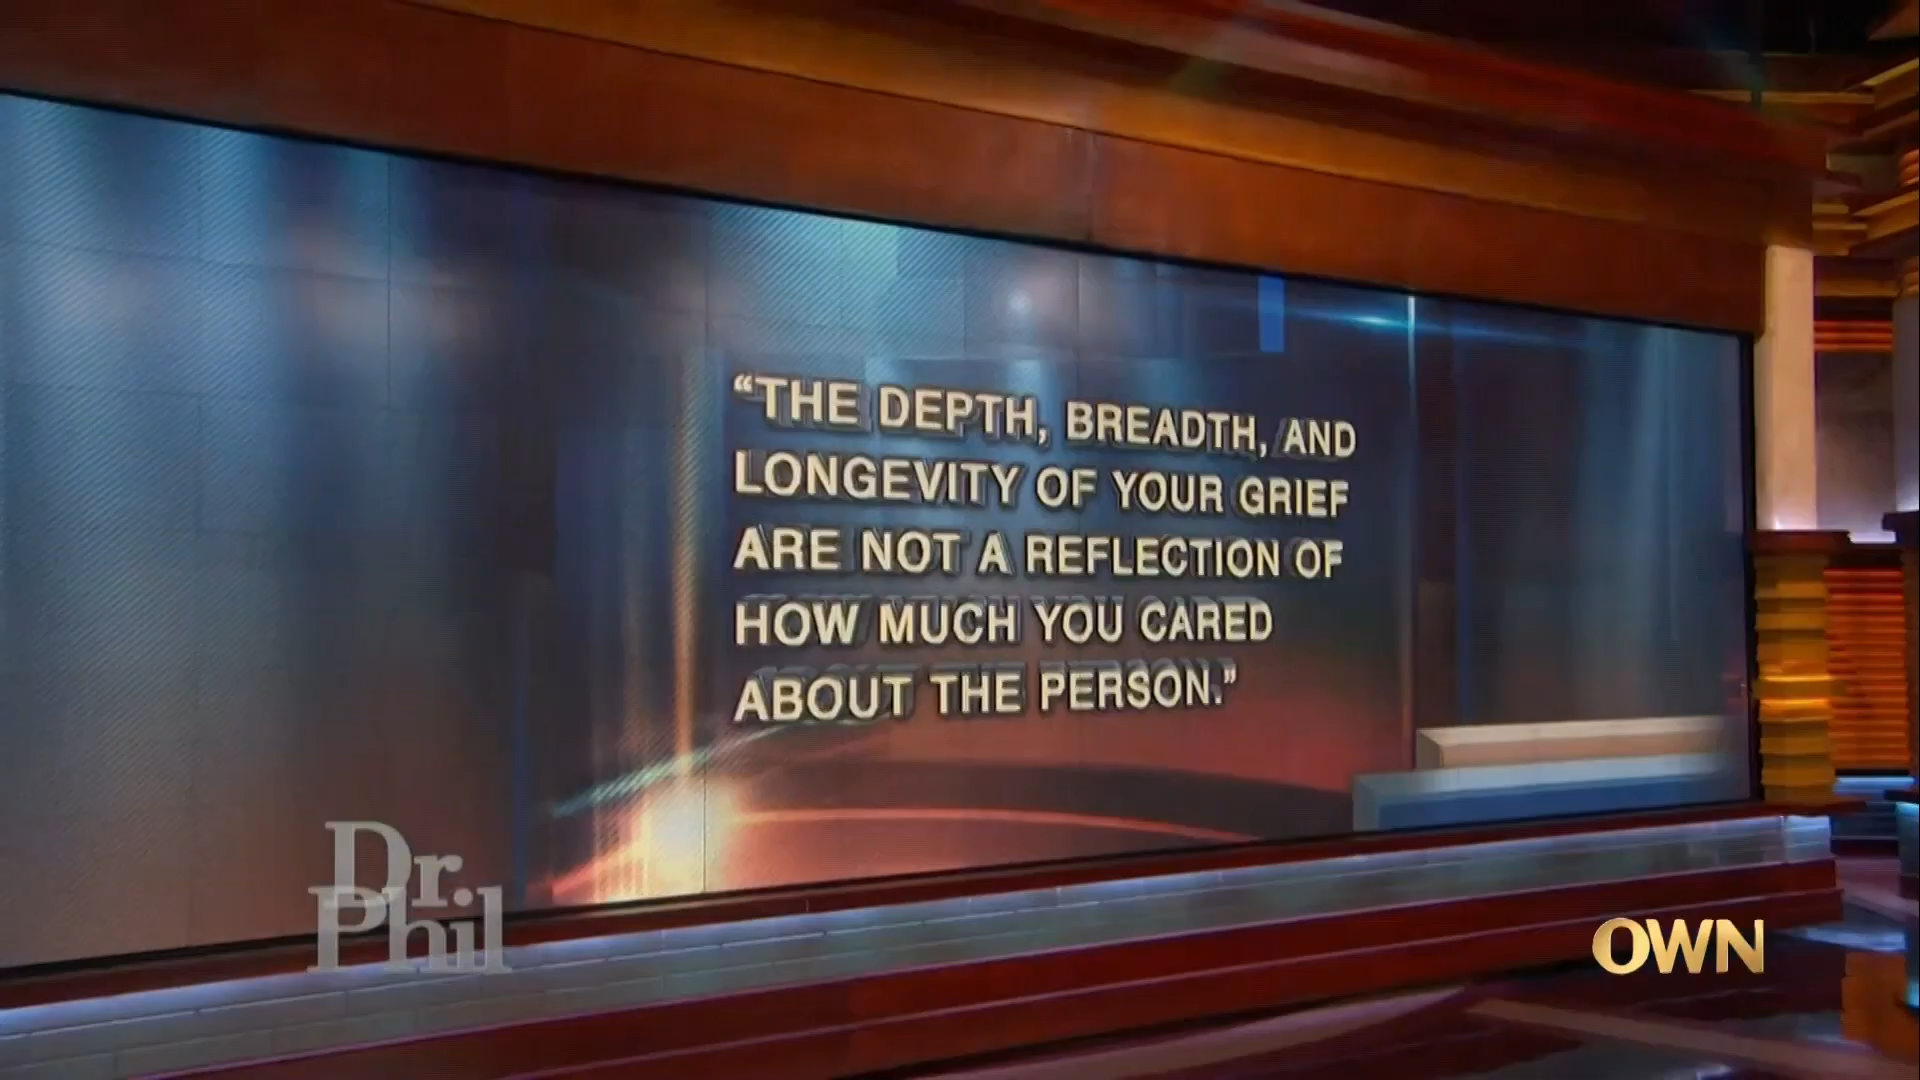 “THE DEPTH, BREADTH, AND
LONGEVITY OF YOUR GRIEF
ARE NOT A REFLECTION OF
HOW MUCH YOU CARED
ABOUT THE PERSON.”
Dr.
Phil
OWN